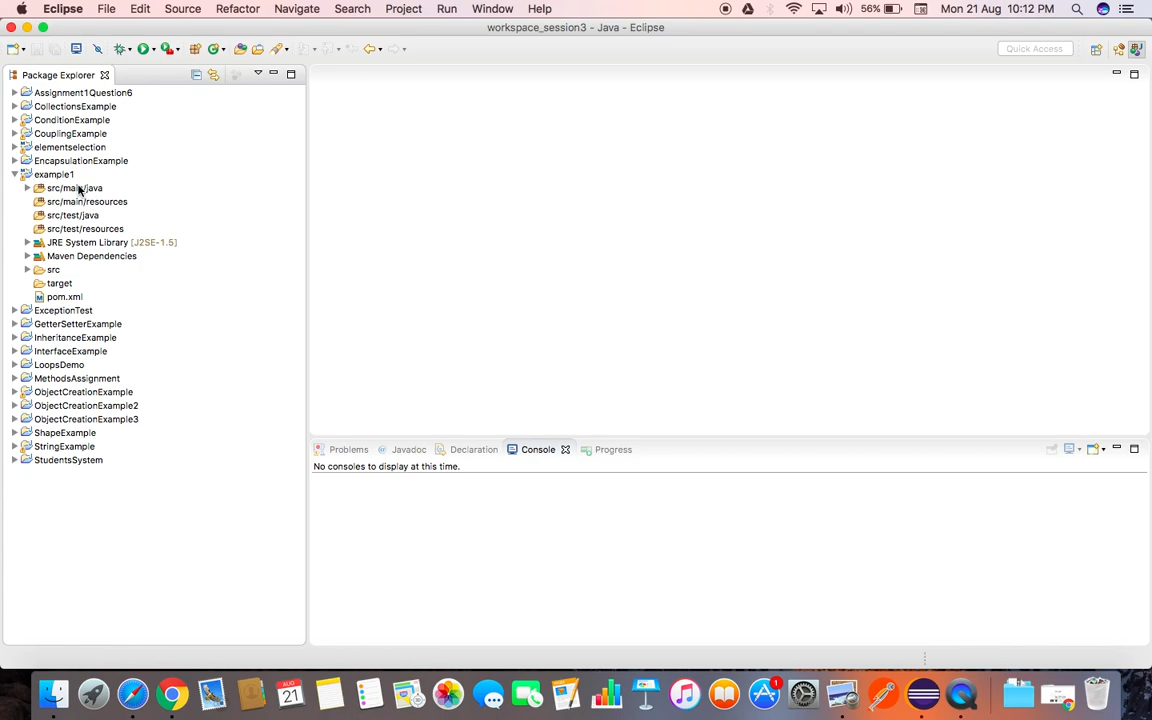 Eclipse File Edit Source Refactor Navigate Search Project Run Window Help 56% Mon 21 Aug 10:12 PM
workspace_session3 - Java - Eclipse
Quick Access
Package Explorer
Assignment1Question6
CollectionsExample
ConditionExample
CouplingExample
elementselection
EncapsulationExample
example1
src/main/java
src/main/resources
src/test/java
src/test/resources
JRE System Library [J2SE-1.5]
Maven Dependencies
src
target
pom.xml
ExceptionTest
GetterSetterExample
InheritanceExample
InterfaceExample
LoopsDemo
MethodsAssignment
ObjectCreationExample
ObjectCreationExample2
ObjectCreationExample3
ShapeExample
StringExample
StudentsSystem
Problems Javadoc Declaration Console Progress
No consoles to display at this time.
AUG
21
1